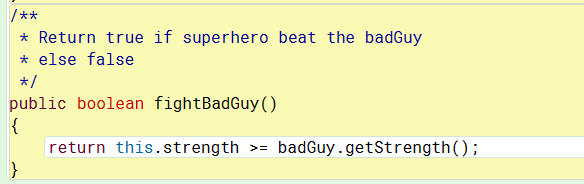 /**
 * Return true if superhero beat the badGuy
 * else false
 */
public boolean fightBadGuy()
{
    return this.strength >= badGuy.getStrength();
}